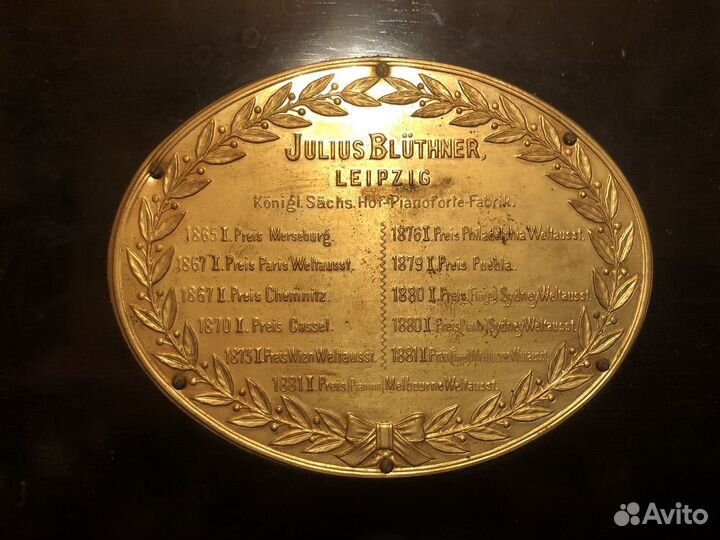 JULIUS BLÜTHNER,
LEIPZIG
Königl. Sächs. Hof-Pianoforte-Fabrik.
1865 I. Preis Merseburg.
1867 I. Preis Paris Weltausst.
1867 I. Preis Chemnitz.
1870 I. Preis Cassel.
1873 I. Preis Wien Weltausst.
1876 I. Preis Philadelphia Weltausst.
1879 I. Preis Puebla.
1880 I. Preis (Flügel) Sydney Weltausst.
1880 I. Preis Sydney Weltausst.
1881 I. Preis Melbourne Weltausst.
1881 I. Preis (Pianino) Melbourne Weltausst.
Avito